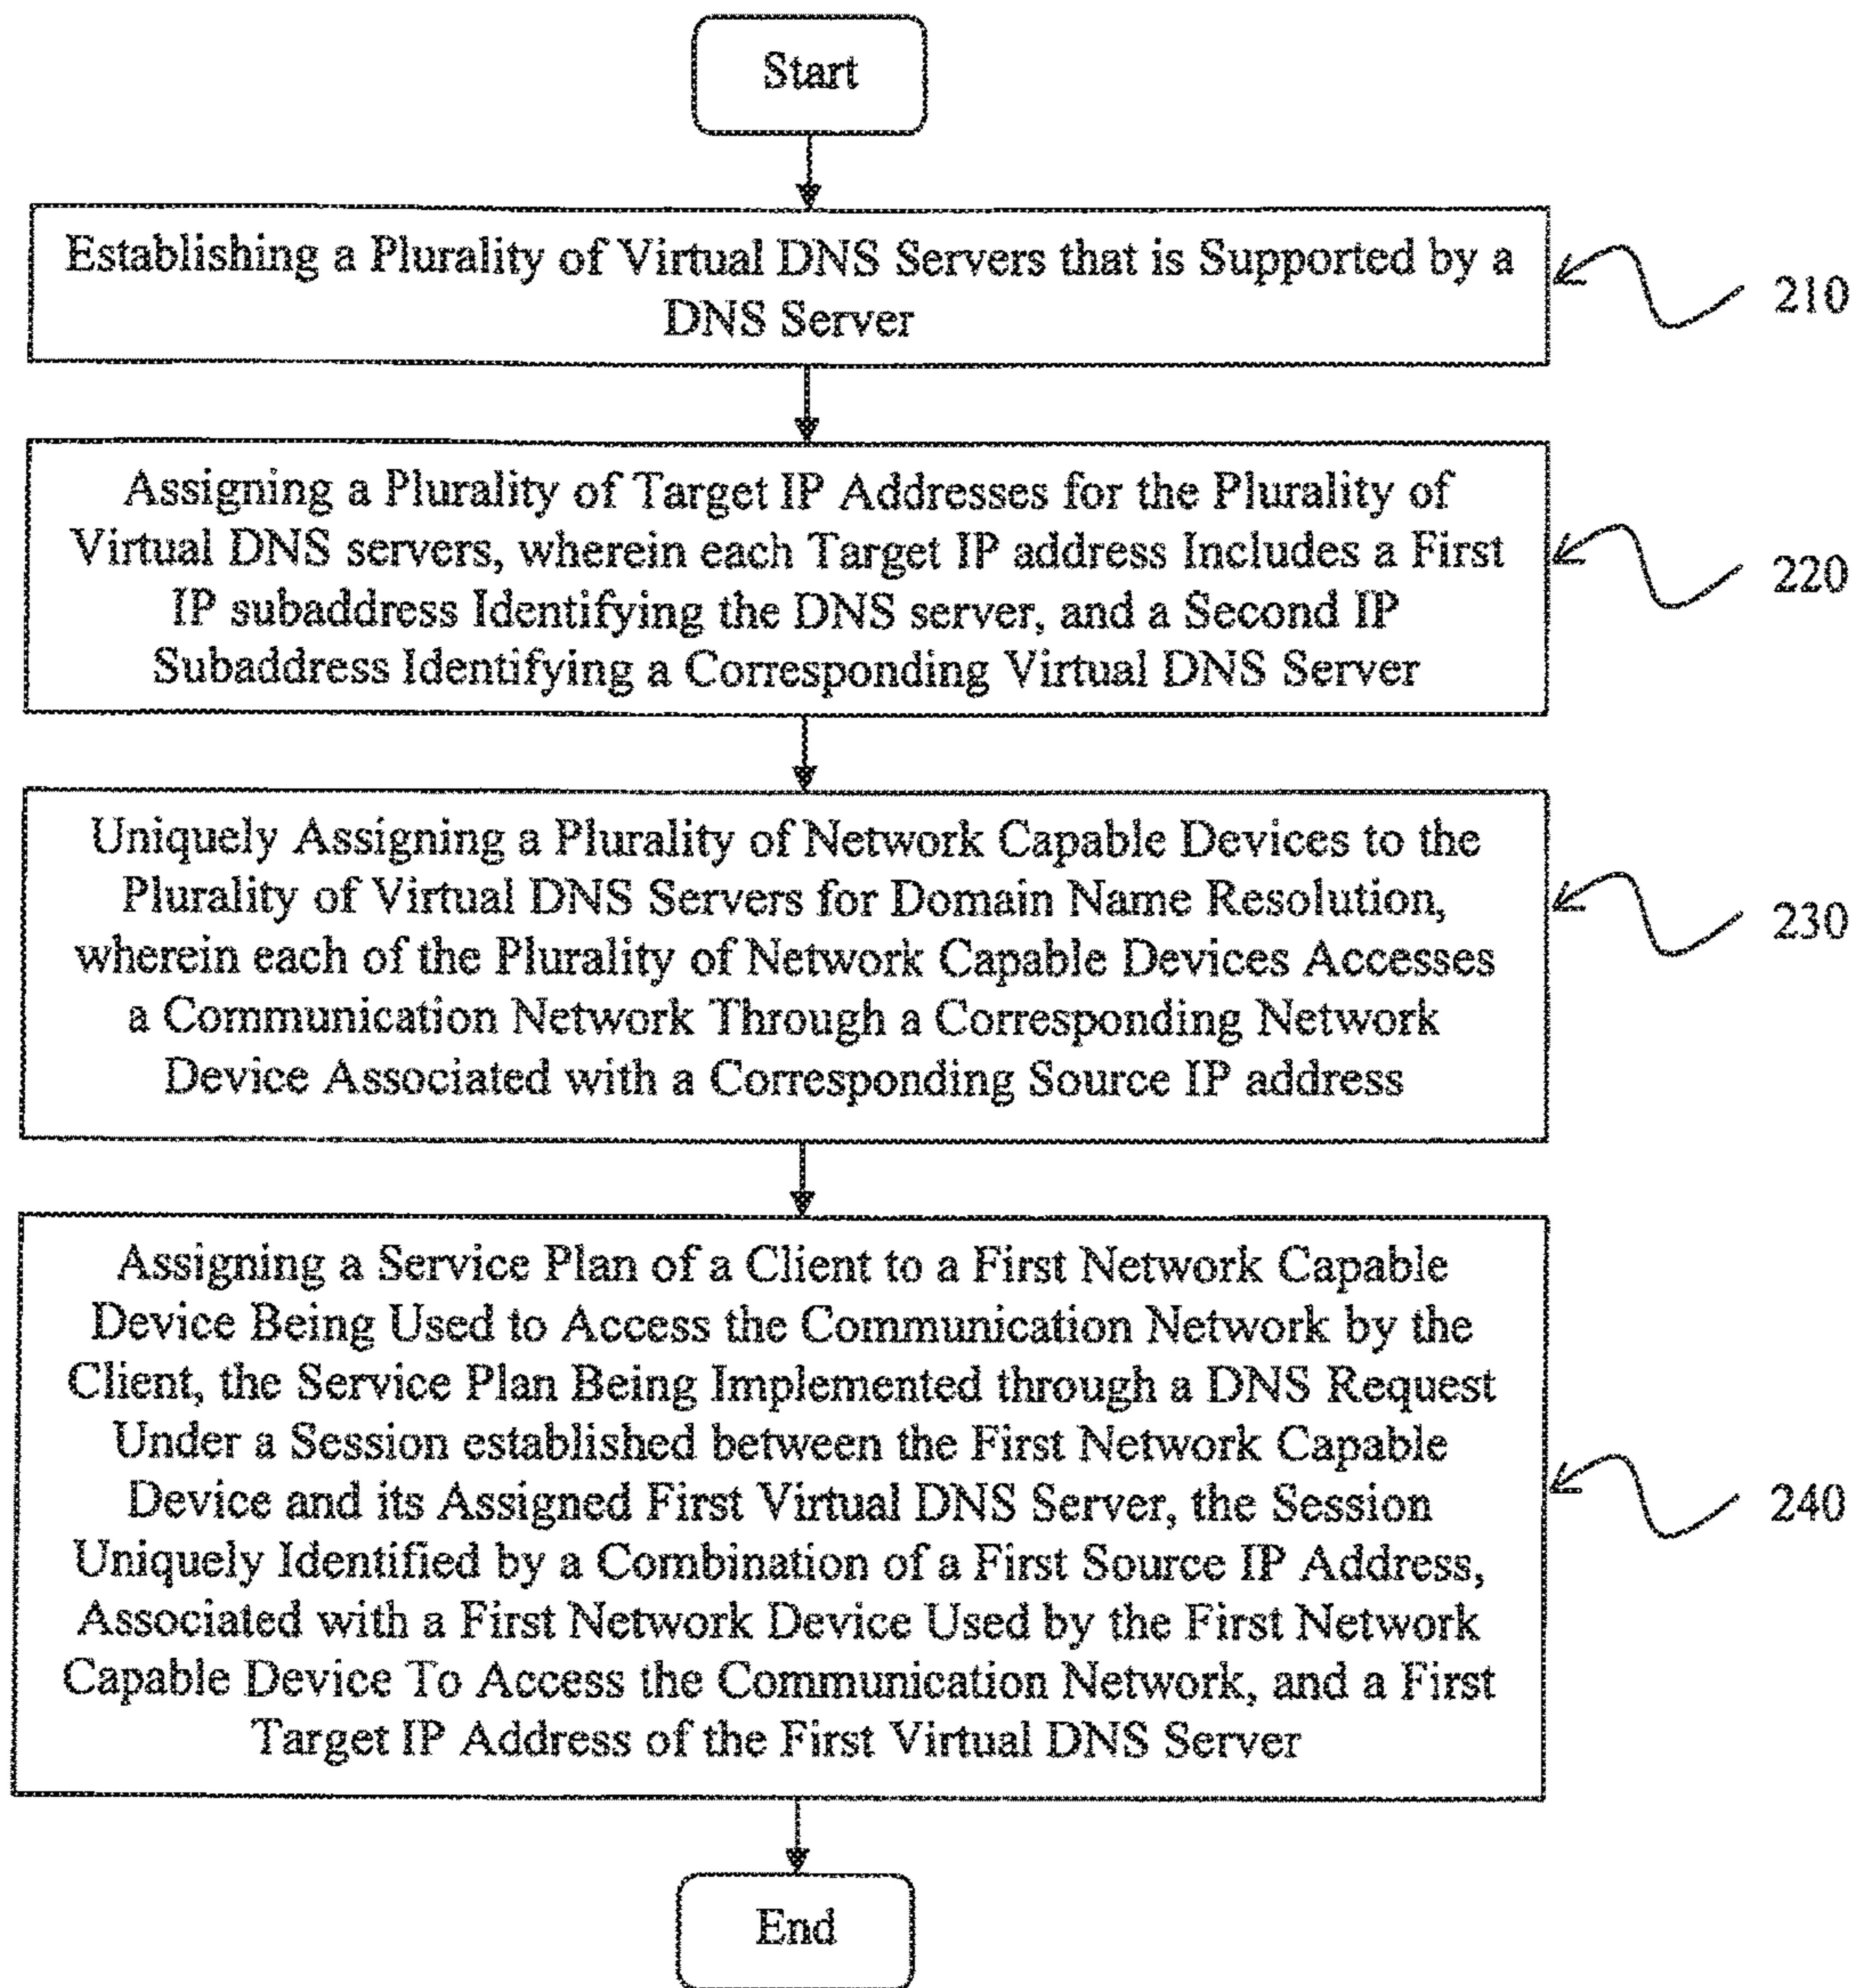 Start
Establishing a Plurality of Virtual DNS Servers that is Supported by a
DNS Server
210
Assigning a Plurality of Target IP Addresses for the Plurality of
Virtual DNS servers, wherein each Target IP address Includes a First
IP subaddress Identifying the DNS server, and a Second IP
Subaddress Identifying a Corresponding Virtual DNS Server
220
Uniquely Assigning a Plurality of Network Capable Devices to the
Plurality of Virtual DNS Servers for Domain Name Resolution,
wherein each of the Plurality of Network Capable Devices Accesses
a Communication Network Through a Corresponding Network
Device Associated with a Corresponding Source IP address
230
Assigning a Service Plan of a Client to a First Network Capable
Device Being Used to Access the Communication Network by the
Client, the Service Plan Being Implemented through a DNS Request
Under a Session established between the First Network Capable
Device and its Assigned First Virtual DNS Server, the Session
Uniquely Identified by a Combination of a First Source IP Address,
Associated with a First Network Device Used by the First Network
Capable Device To Access the Communication Network, and a First
Target IP Address of the First Virtual DNS Server
240
End